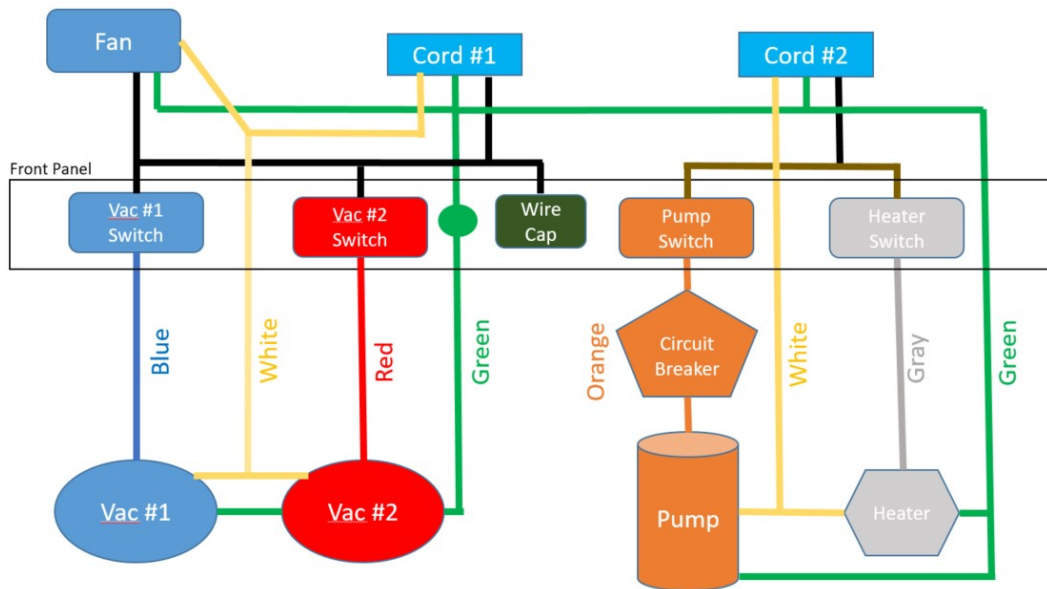 Fan
Cord #1
Cord #2
Front Panel
Vac #1
Switch
Vac #2
Switch
Wire
Cap
Pump
Switch
Heater
Switch
Blue
White
Red
Green
Orange
Circuit
Breaker
White
Gray
Green
Vac #1
Vac #2
Pump
Heater